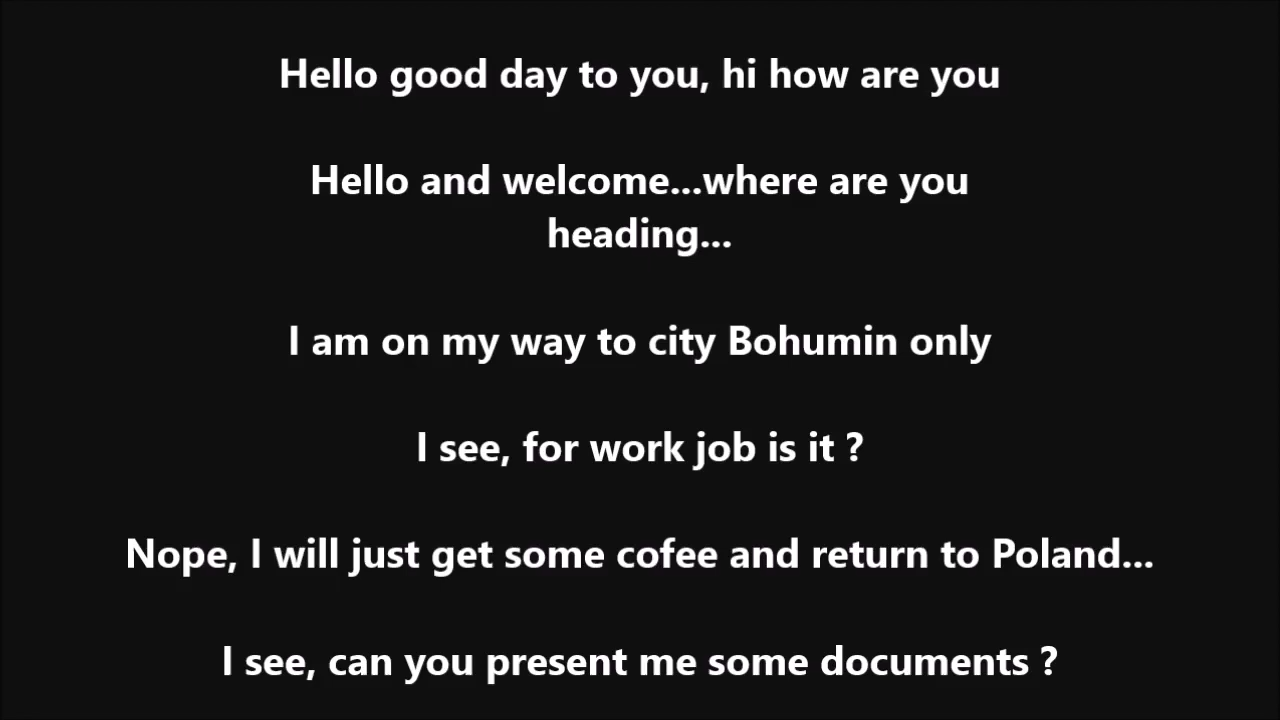 Hello good day to you, hi how are you
Hello and welcome...where are you
heading...
I am on my way to city Bohumin only
I see, for work job is it ?
Nope, I will just get some cofee and return to Poland...
I see, can you present me some documents ?